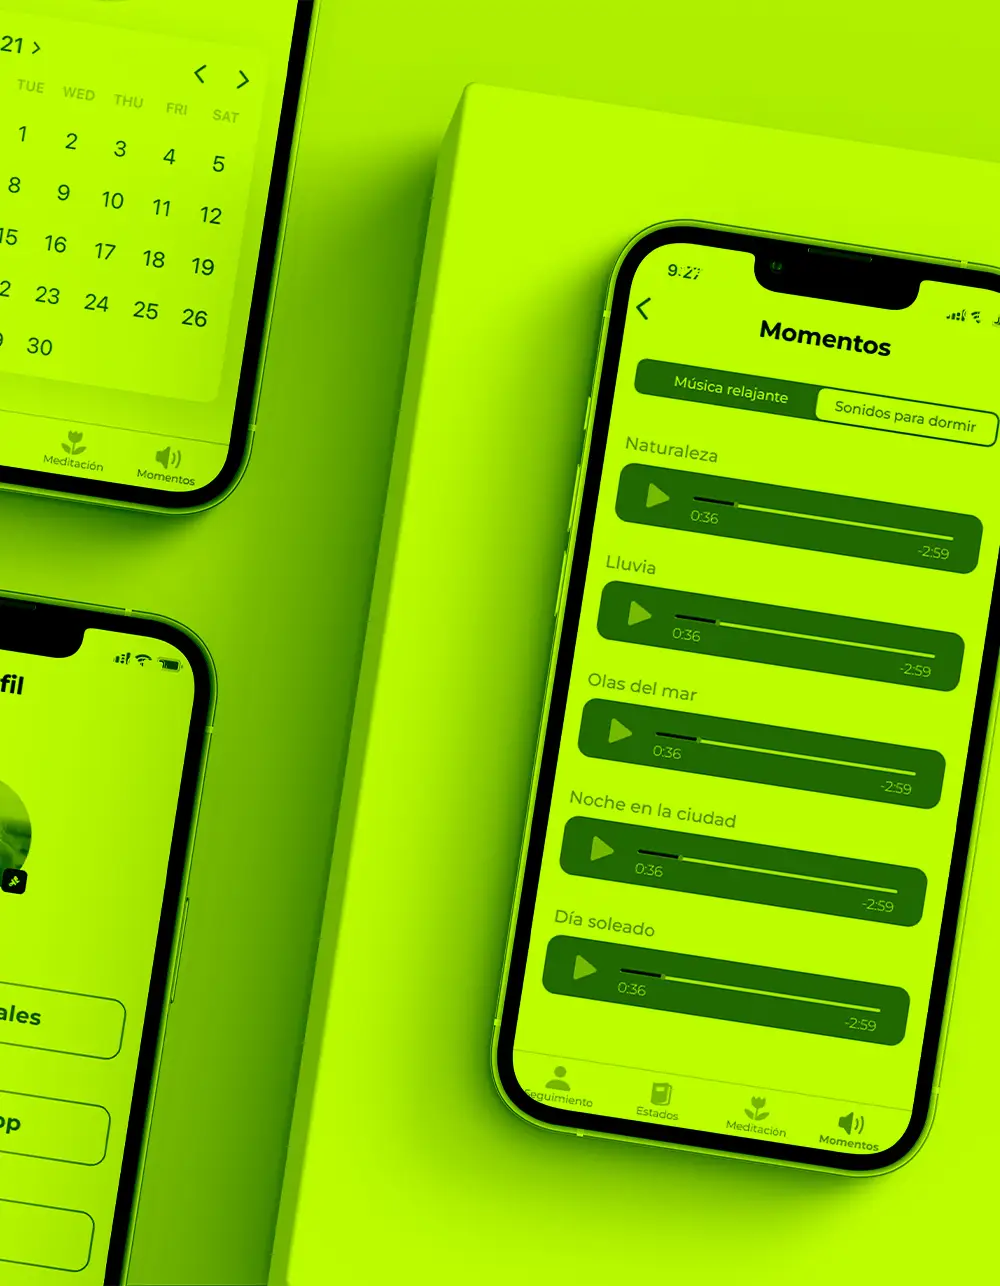 21
TUE WED THU FRI SAT
1 2 3 4 5
8 9 10 11 12
15 16 17 18 19
2 23 24 25 26
9 30
Meditación
Momentos
fil
ales
op
9:27
Momentos
Música relajante
Sonidos para dormir
Naturaleza
0:36
-2:59
Lluvia
0:36
-2:59
Olas del mar
0:36
-2:59
Noche en la ciudad
0:36
-2:59
Día soleado
0:36
-2:59
Seguimiento
Estados
Meditación
Momentos